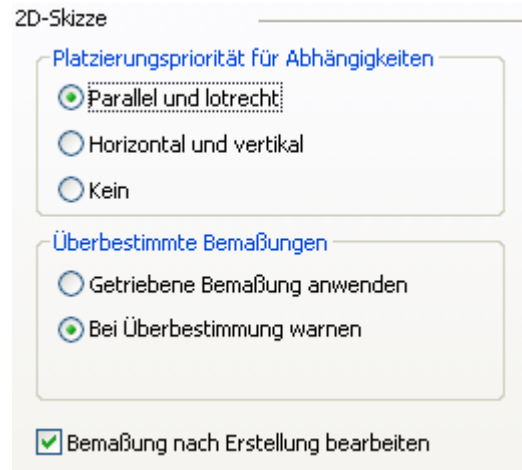 2D-Skizze
Platzierungspriorität für Abhängigkeiten
Parallel und lotrecht
Horizontal und vertikal
Kein
Überbestimmte Bemaßungen
Getriebene Bemaßung anwenden
Bei Überbestimmung warnen
Bemaßung nach Erstellung bearbeiten